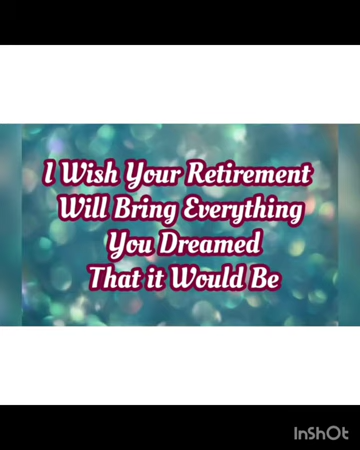 I Wish Your Retirement
Will Bring Everything
You Dreamed
That it Would Be
InShOt